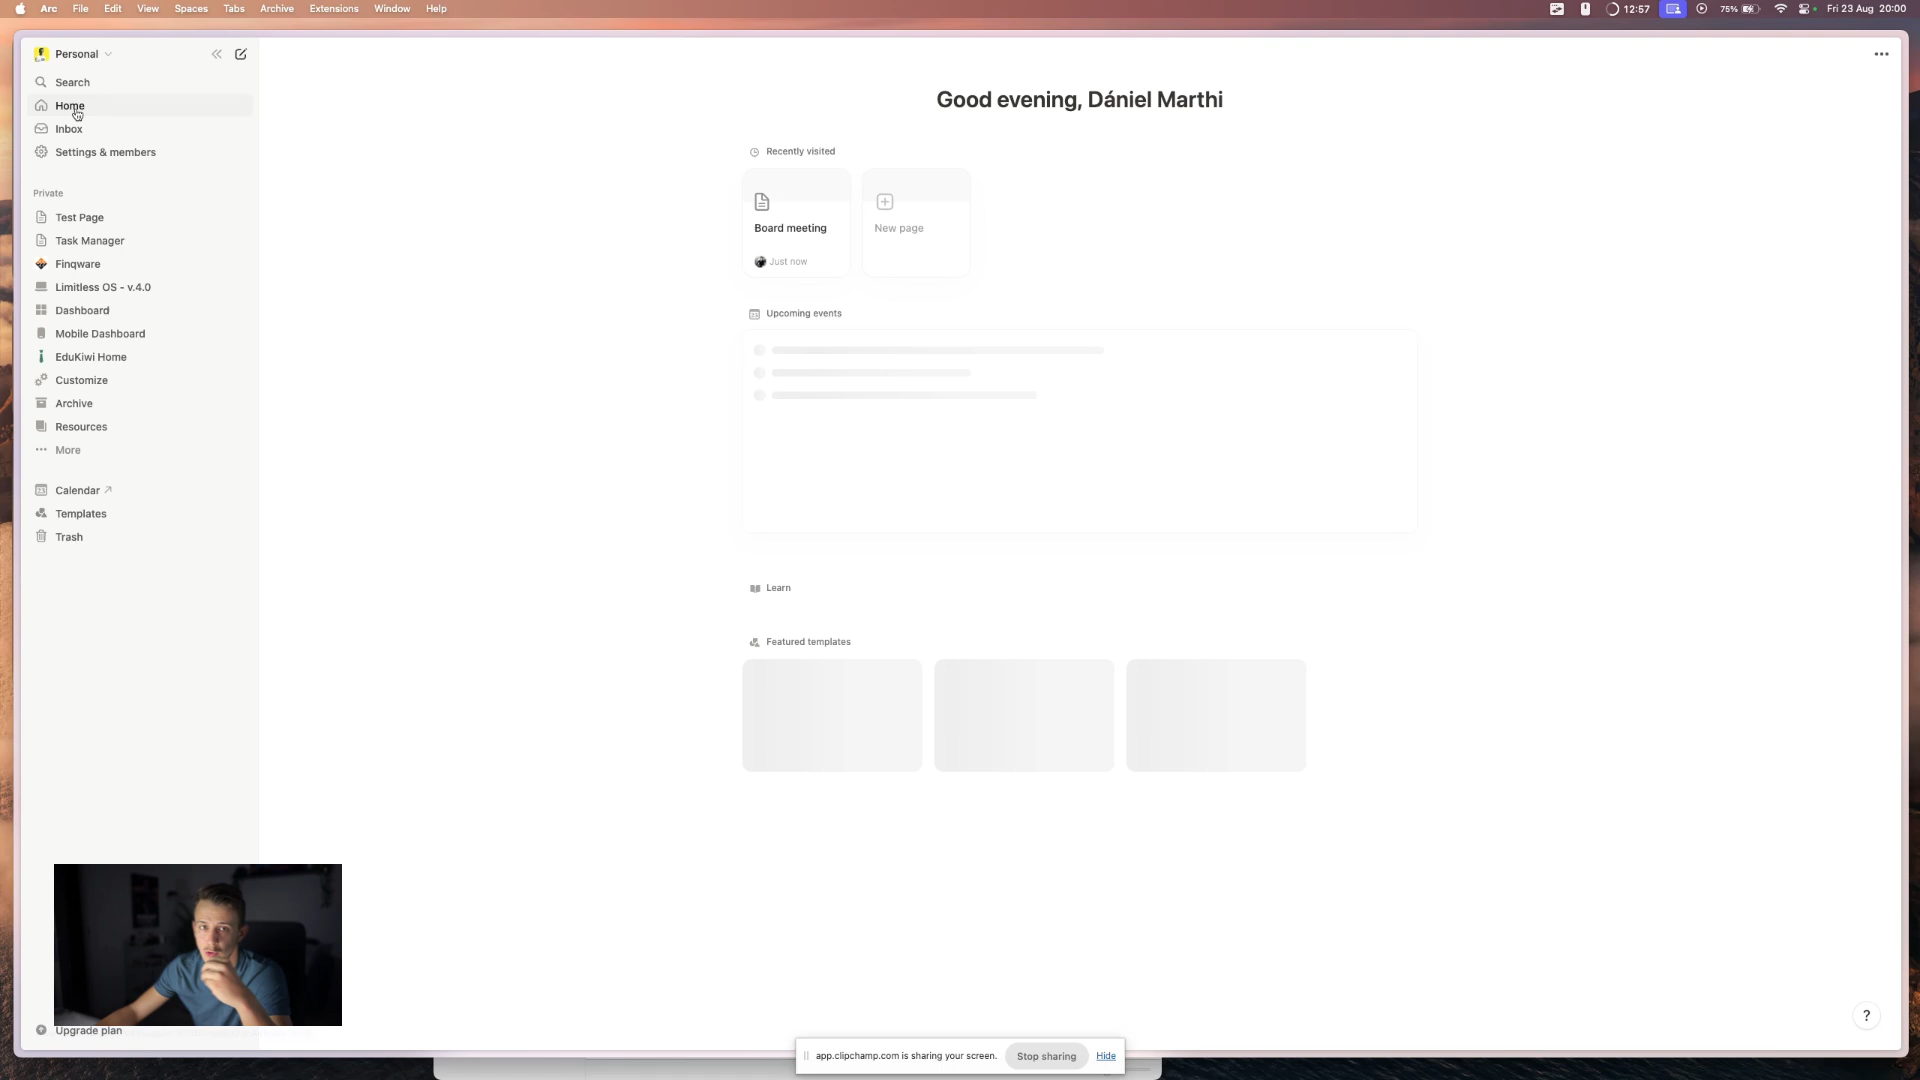 Arc File Edit View Spaces Tabs Archive Extensions Window Help
12:57 75% Fri 23 Aug 20:00
Personal
Search
Home
Inbox
Settings & members
Private
Test Page
Task Manager
Finqware
Limitless OS - v.4.0
Dashboard
Mobile Dashboard
EduKiwi Home
Customize
Archive
Resources
More
Calendar ↗
Templates
Trash
Upgrade plan
Good evening, Dániel Marthi
Recently visited
Board meeting
Just now
New page
Upcoming events
Learn
Featured templates
?
app.clipchamp.com is sharing your screen. Stop sharing Hide